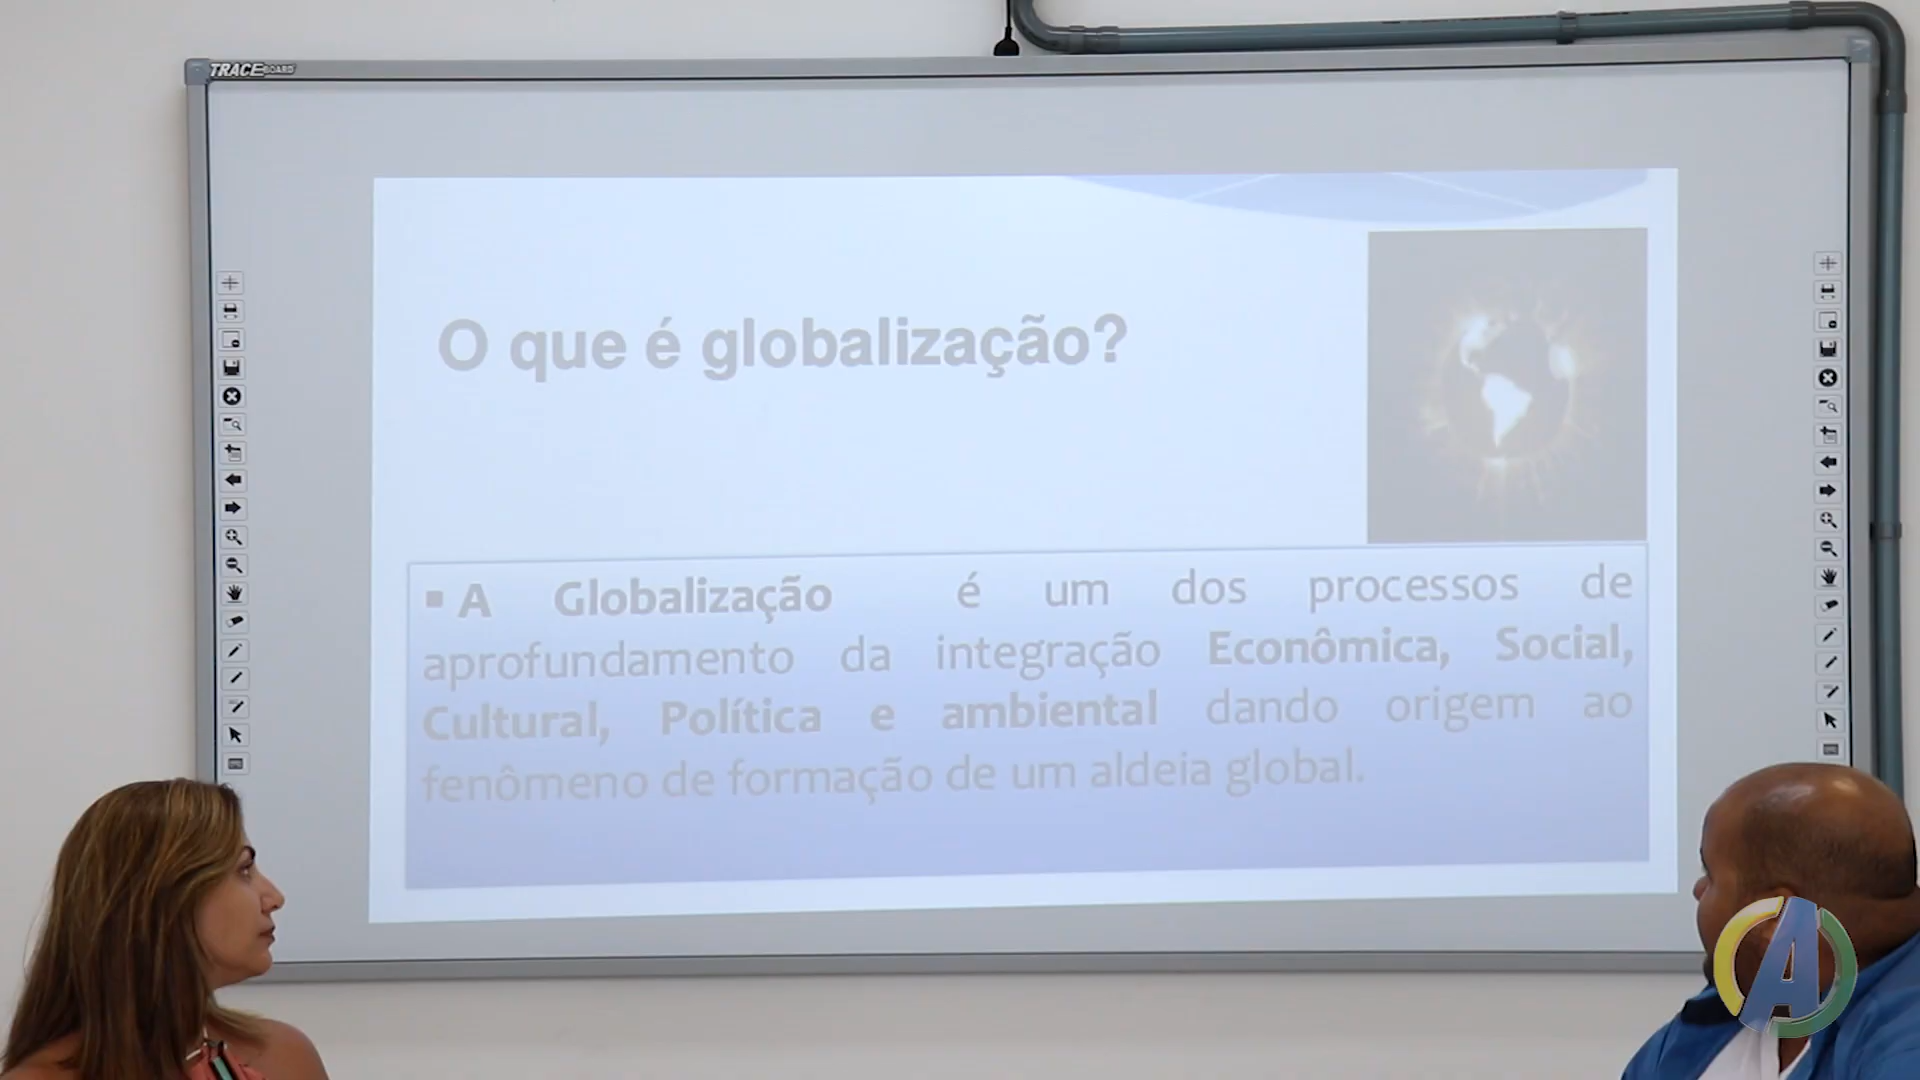 TRACEBOARD
O que é globalização?
▪ A Globalização é um dos processos de
aprofundamento da integração Econômica, Social,
Cultural, Política e ambiental dando origem ao
fenômeno de formação de um aldeia global.
A